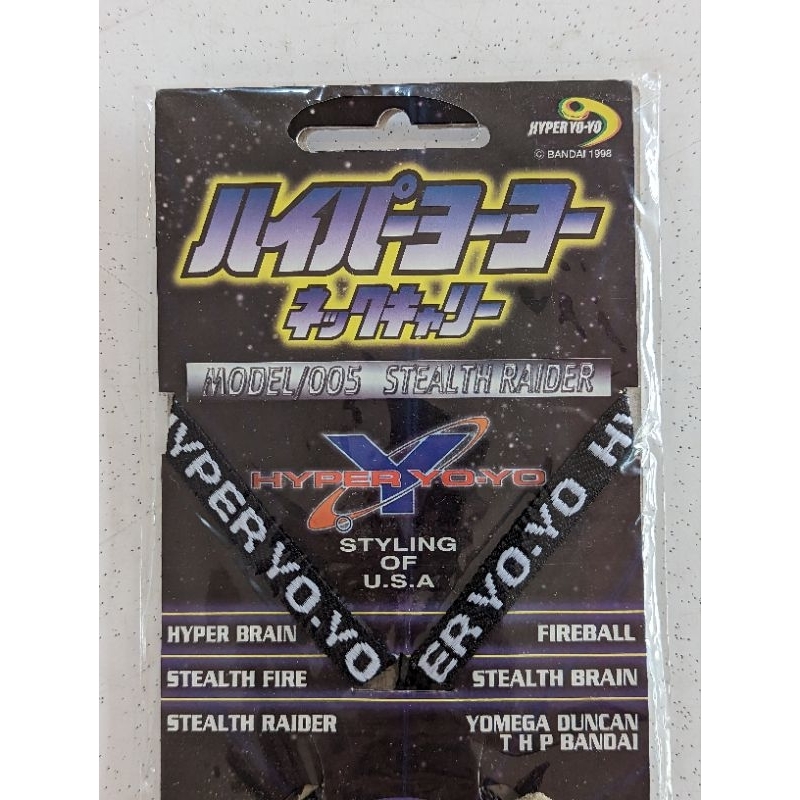 HYPER YO-YO
© BANDAI 1998
ハイパーヨーヨー
ネックキャリー
MODEL/005 STEALTH RAIDER
HYPER YO-YO
STYLING
OF
U.S.A
HYPER YO-YO
ER YO-YO HY
HYPER BRAIN
FIREBALL
STEALTH FIRE
STEALTH BRAIN
STEALTH RAIDER
YOMEGA DUNCAN
T H P BANDAI